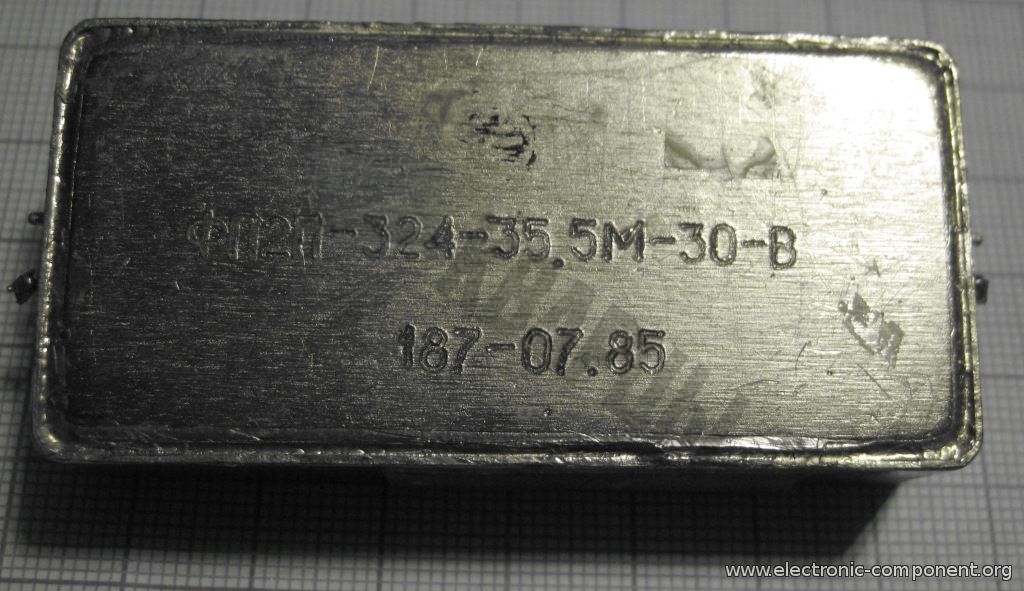 ФП2П-324-35.5М-30-В
187-07.85
www.electronic-component.org